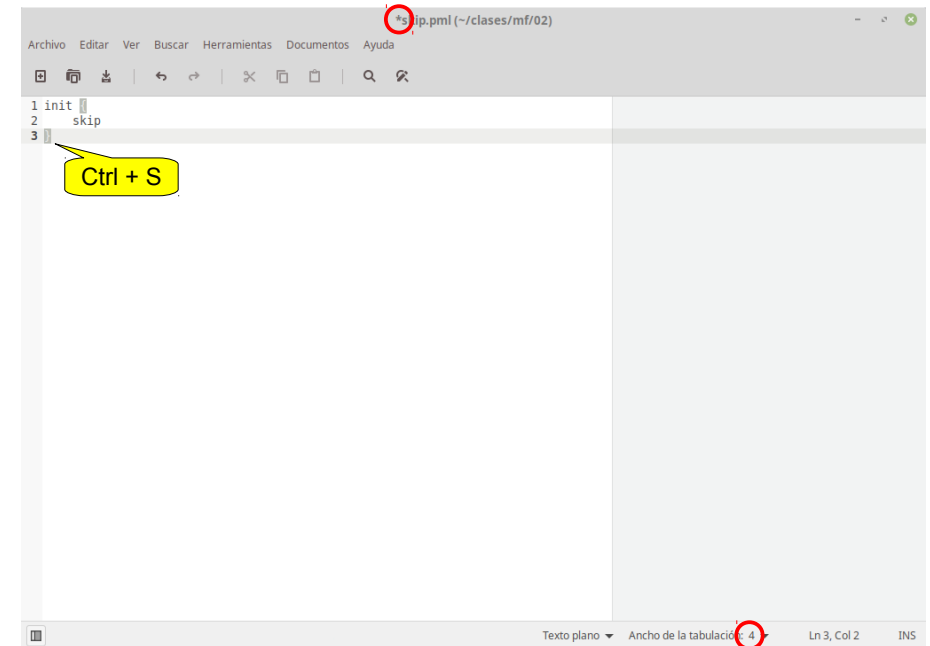 *skip.pml (~/clases/mf/02)
Archivo Editar Ver Buscar Herramientas Documentos Ayuda
1 init {
2 skip
3 }
Ctrl + S
Texto plano Ancho de la tabulación: 4 Ln 3, Col 2 INS